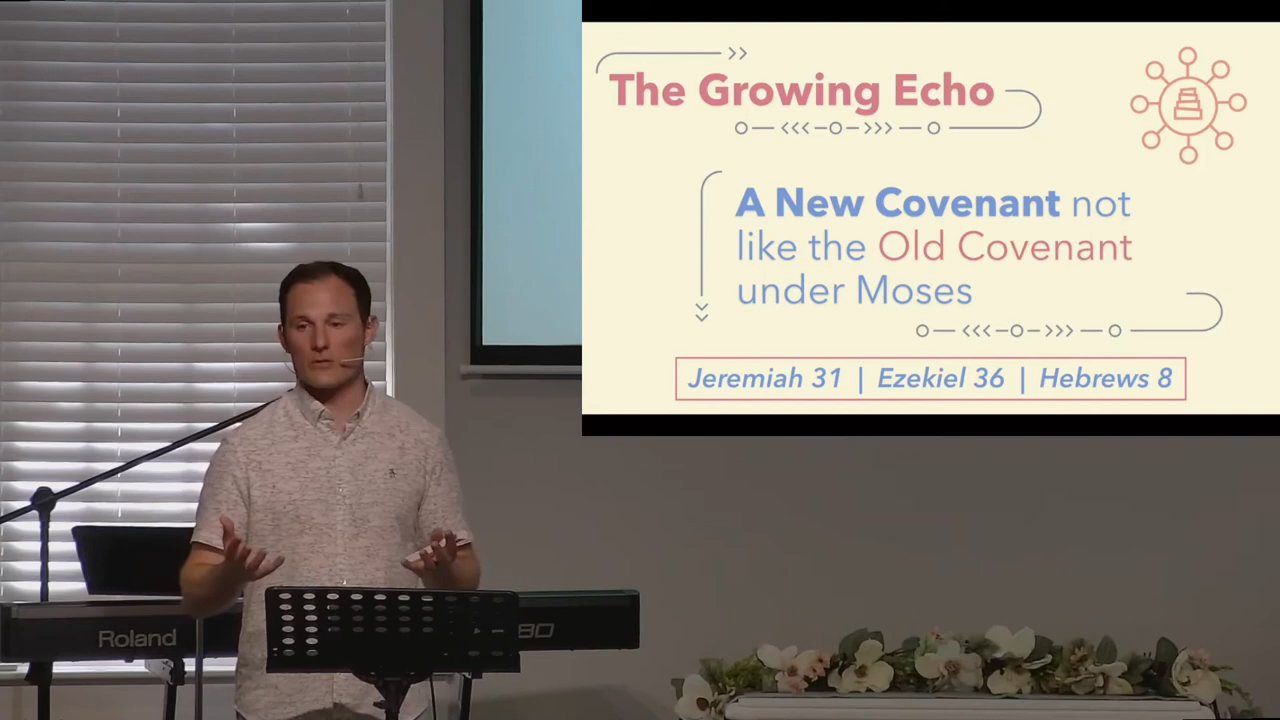 The Growing Echo
A New Covenant not
like the Old Covenant
under Moses
Jeremiah 31 | Ezekiel 36 | Hebrews 8
Roland
80